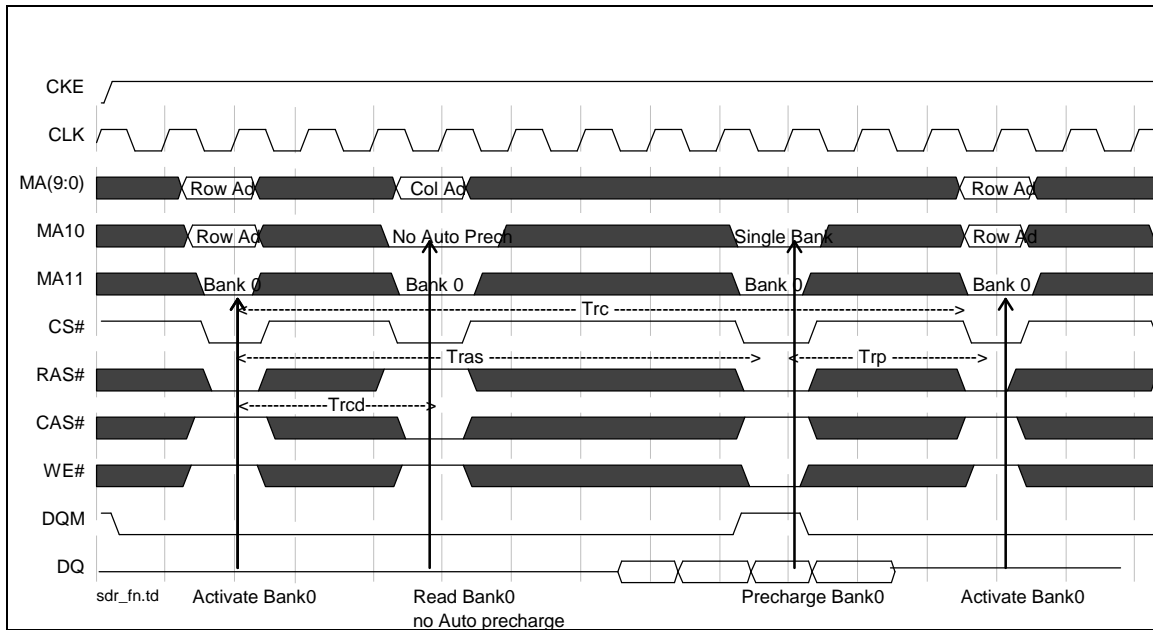 CKE
CLK
MA(9:0) Row Ad Col Ad Row Ad
MA10 Row Ad No Auto Prech Single Bank Row Ad
MA11 Bank 0 Bank 0 Bank 0 Bank 0
Trc
CS#
Tras Trp
RAS#
Trcd
CAS#
WE#
DQM
DQ
sdr_fn.td Activate Bank0 Read Bank0 Precharge Bank0 Activate Bank0
no Auto precharge